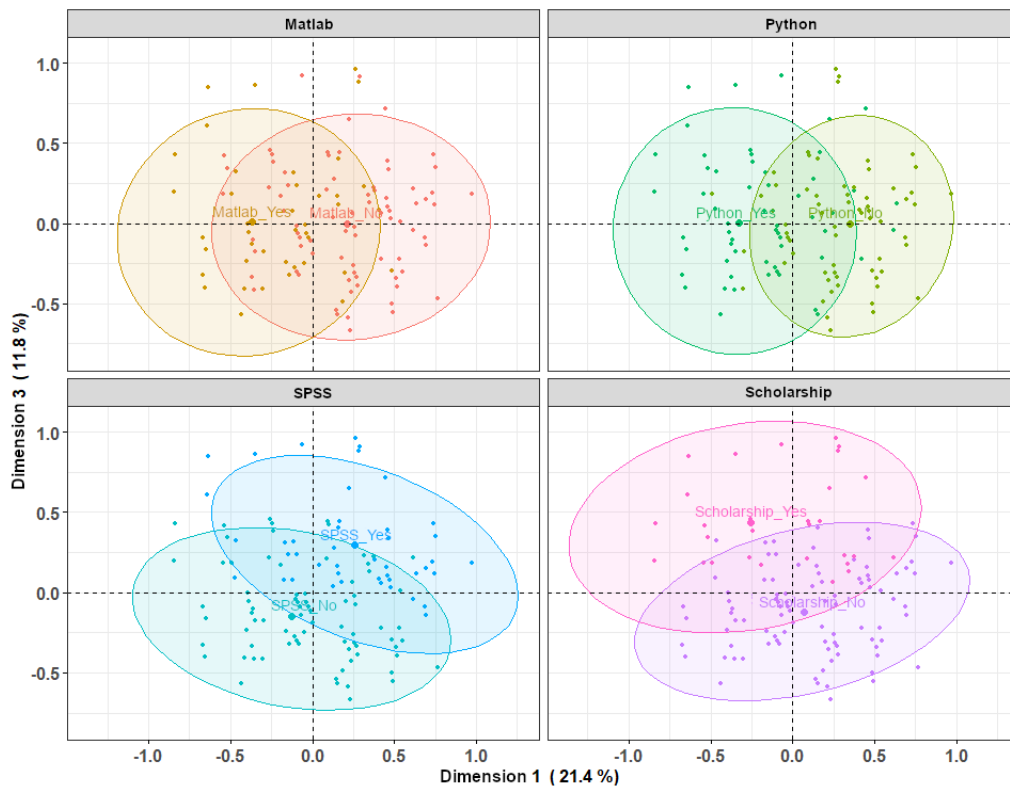 Matlab
Python
1.0
0.5
0.0
-0.5
Matlab_Yes
Matlab_No
Python_Yes
Python_No
SPSS
Scholarship
1.0
0.5
0.0
-0.5
SPSS_Yes
SPSS_No
Scholarship_Yes
Scholarship_No
-1.0 -0.5 0.0 0.5 1.0
-1.0 -0.5 0.0 0.5 1.0
Dimension 3 ( 11.8 %)
Dimension 1 ( 21.4 %)